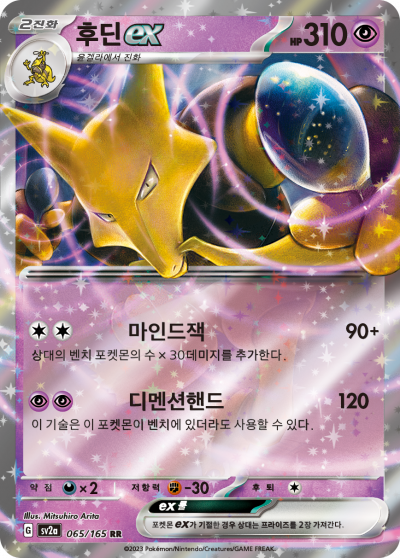 2진화
후딘ex
HP310
윤겔라에서 진화
마인드잭 90+
상대의 벤치 포켓몬의 수 × 30데미지를 추가한다.
디멘션핸드 120
이 기술은 이 포켓몬이 벤치에 있더라도 사용할 수 있다.
약점 ×2 저항력 -30 후퇴
Illus. Mitsuhiro Arita
G sv2a 065/165 RR
ex 룰
포켓몬 ex가 기절한 경우 상대는 프라이즈를 2장 가져간다.
©2023 Pokémon/Nintendo/Creatures/GAME FREAK.